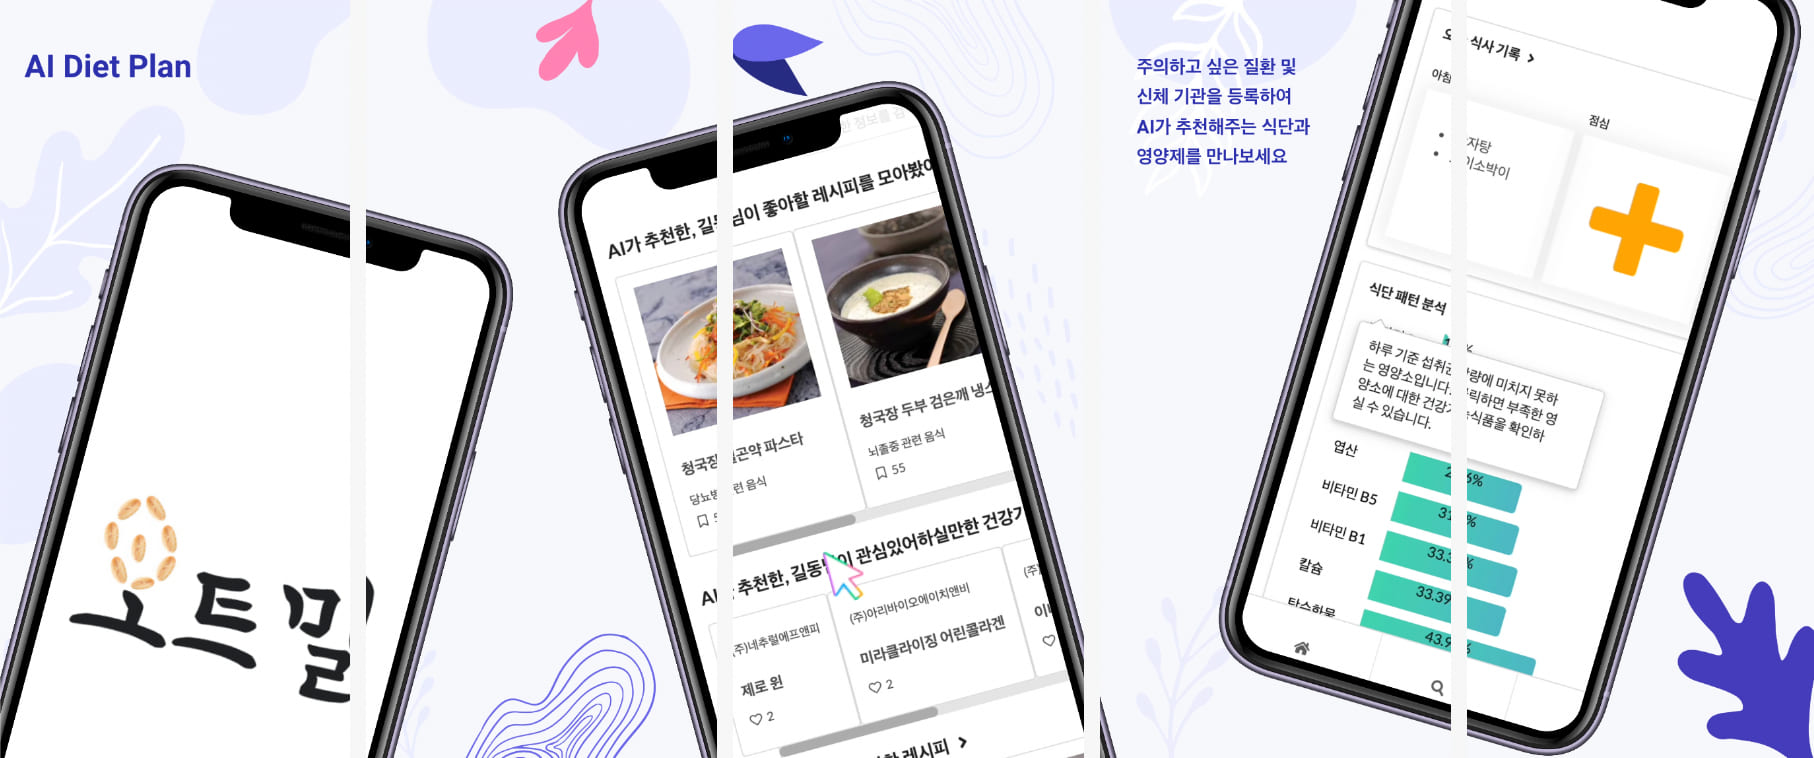 AI Diet Plan
오트밀
AI가 추천한, 길동님이 좋아할 레시피를 모아봤어
청국장
곤약 파스타
당뇨병 관련 음식
청국장 두부 검은깨 냉소
뇌졸중 관련 음식
55
추천한, 길동님이 관심있어하실만한 건강기
(주)네추럴에프앤피
제로 윈
2
(주)아리바이오에이치앤비
미라클라이징 어린콜라겐
2
(주)
레시피
주의하고 싶은 질환 및
신체 기관을 등록하여
AI가 추천해주는 식단과
영양제를 만나보세요
식사 기록
아침
자탕
이소박이
점심
식단 패턴 분석
하루 기준 섭취권장량에 미치지 못하
는 영양소입니다. 클릭하면 부족한 영
양소에 대한 건강기능식품을 확인하
실 수 있습니다.
엽산
비타민 B5
비타민 B1
33.3%
칼슘
33.39
탄수화물
43.9%